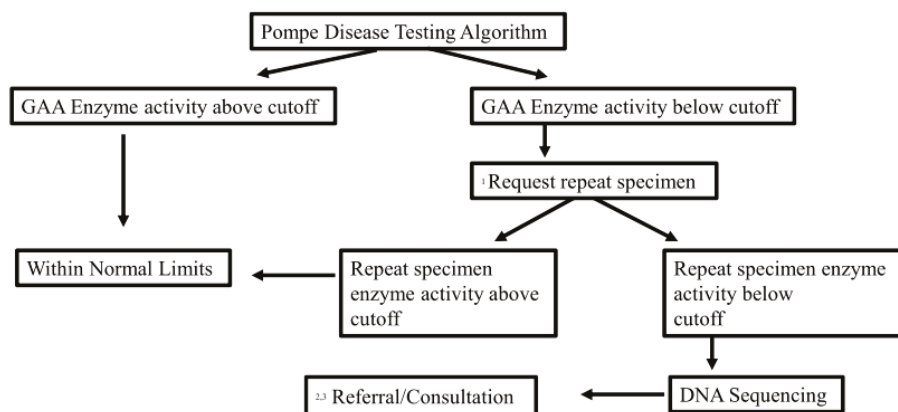 Pompe Disease Testing Algorithm
GAA Enzyme activity above cutoff
GAA Enzyme activity below cutoff
1 Request repeat specimen
Within Normal Limits
Repeat specimen
enzyme activity above
cutoff
Repeat specimen enzyme
activity below
cutoff
2,3 Referral/Consultation
DNA Sequencing